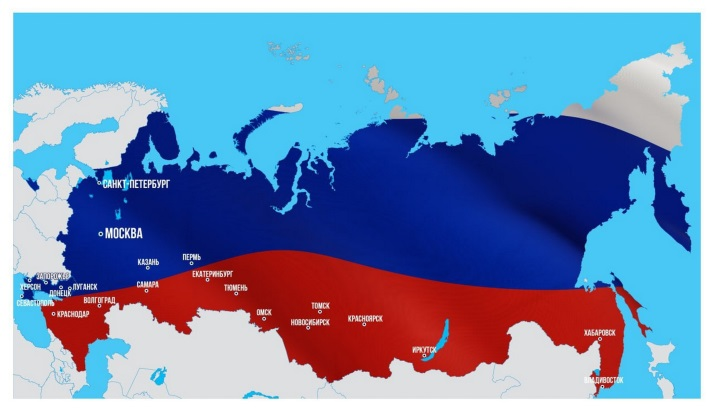 САНКТ-ПЕТЕРБУРГ
МОСКВА
ПЕРМЬ
КАЗАНЬ
ЕКАТЕРИНБУРГ
ЗАПОРОЖЬЕ
ХЕРСОН
ЛУГАНСК
ДОНЕЦК
САМАРА
ТЮМЕНЬ
СЕВАСТОПОЛЬ
ВОЛГОГРАД
КРАСНОДАР
ОМСК
ТОМСК
НОВОСИБИРСК
КРАСНОЯРСК
ИРКУТСК
ХАБАРОВСК
ВЛАДИВОСТОК